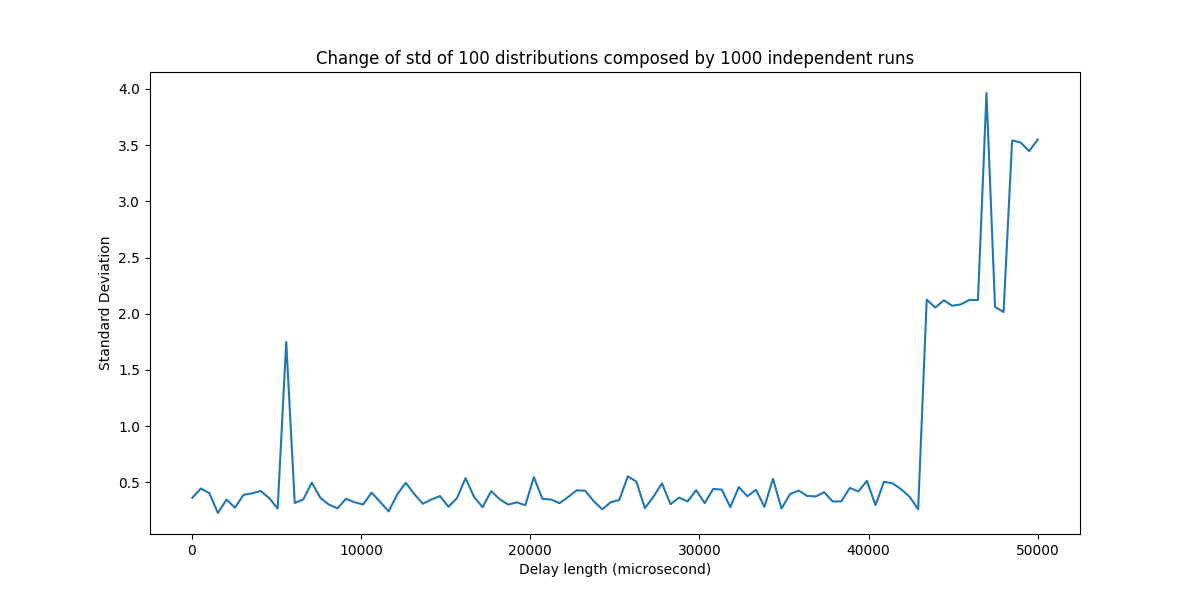 Change of std of 100 distributions composed by 1000 independent runs
4.0
3.5
3.0
2.5
2.0
1.5
1.0
0.5
Standard Deviation
0 10000 20000 30000 40000 50000
Delay length (microsecond)